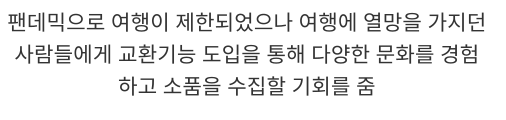 팬데믹으로 여행이 제한되었으나 여행에 열망을 가지던
사람들에게 교환기능 도입을 통해 다양한 문화를 경험
하고 소품을 수집할 기회를 줌